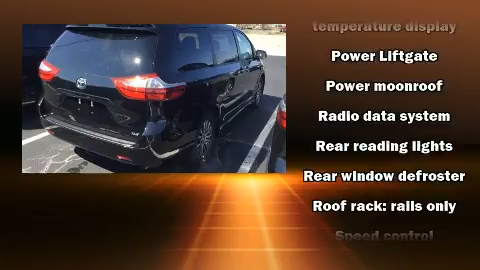 temperature display
Power Liftgate
Power moonroof
Radio data system
Rear reading lights
Rear window defroster
Roof rack: rails only
Speed control